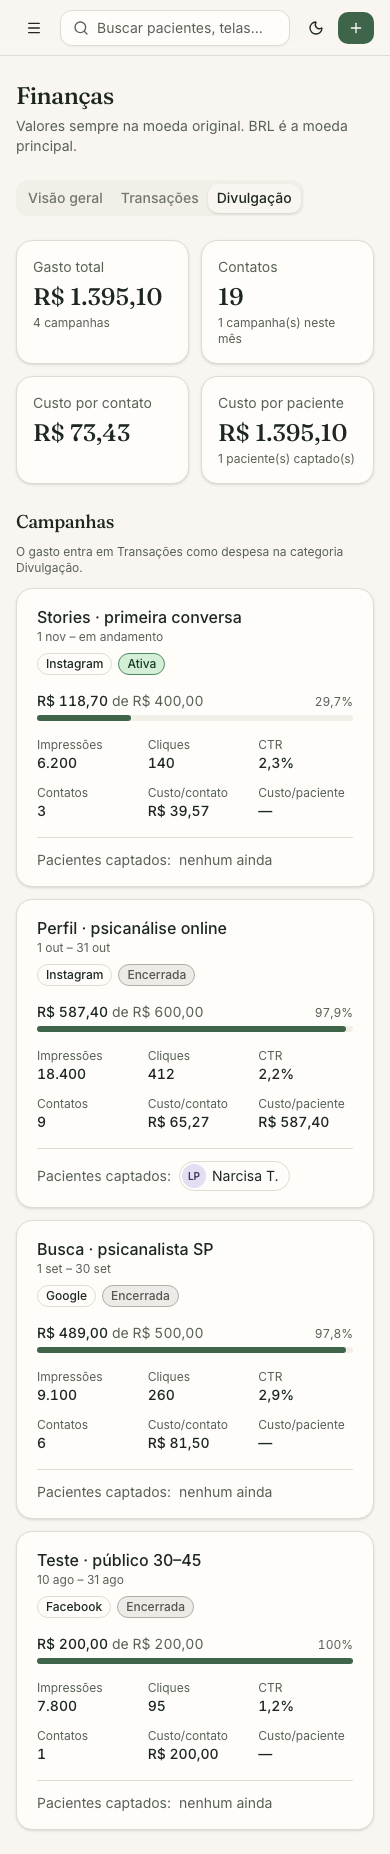 Buscar pacientes, telas...
Finanças
Valores sempre na moeda original. BRL é a moeda
principal.
Visão geral
Transações
Divulgação
Gasto total
R$ 1.395,10
4 campanhas
Contatos
19
1 campanha(s) neste
mês
Custo por contato
R$ 73,43
Custo por paciente
R$ 1.395,10
1 paciente(s) captado(s)
Campanhas
O gasto entra em Transações como despesa na categoria
Divulgação.
Stories · primeira conversa
1 nov – em andamento
Instagram Ativa
R$ 118,70 de R$ 400,00 29,7%
Impressões Cliques CTR
6.200 140 2,3%
Contatos Custo/contato Custo/paciente
3 R$ 39,57 —
Pacientes captados: nenhum ainda
Perfil · psicanálise online
1 out – 31 out
Instagram Encerrada
R$ 587,40 de R$ 600,00 97,9%
Impressões Cliques CTR
18.400 412 2,2%
Contatos Custo/contato Custo/paciente
9 R$ 65,27 R$ 587,40
Pacientes captados: LP Narcisa T.
Busca · psicanalista SP
1 set – 30 set
Google Encerrada
R$ 489,00 de R$ 500,00 97,8%
Impressões Cliques CTR
9.100 260 2,9%
Contatos Custo/contato Custo/paciente
6 R$ 81,50 —
Pacientes captados: nenhum ainda
Teste · público 30–45
10 ago – 31 ago
Facebook Encerrada
R$ 200,00 de R$ 200,00 100%
Impressões Cliques CTR
7.800 95 1,2%
Contatos Custo/contato Custo/paciente
1 R$ 200,00 —
Pacientes captados: nenhum ainda